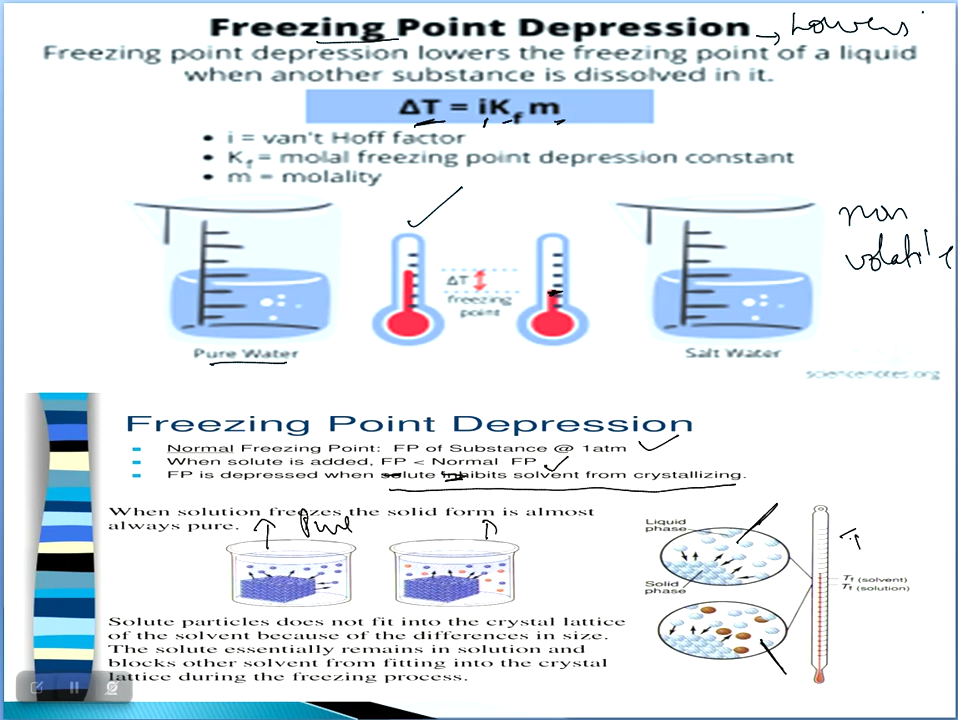 Freezing Point Depression → Lowers
Freezing point depression lowers the freezing point of a liquid
when another substance is dissolved in it.
ΔT = iKf m
• i = van't Hoff factor
• Kf = molal freezing point depression constant
• m = molality
non
volatile
ΔT
freezing
point
Pure Water
Salt Water
sciencenotes.org
Freezing Point Depression
Normal Freezing Point: FP of Substance @ 1atm
When solute is added, FP < Normal FP
FP is depressed when solute inhibits solvent from crystallizing.
When solution freezes the solid form is almost
always pure.
Pure
Liquid
phase
Solid
phase
Tf (solvent)
Tf (solution)
Solute particles does not fit into the crystal lattice
of the solvent because of the differences in size.
The solute essentially remains in solution and
blocks other solvent from fitting into the crystal
lattice during the freezing process.